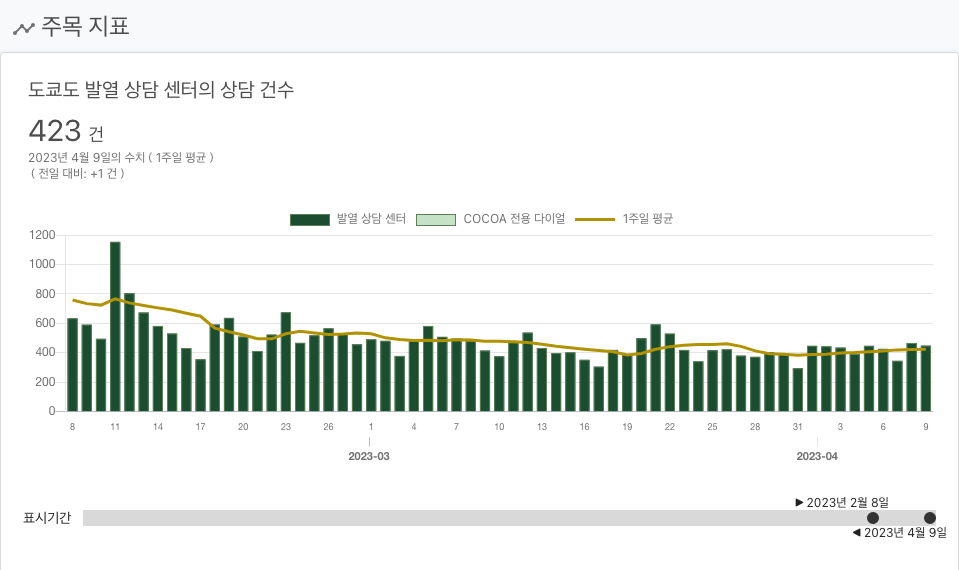 주목 지표
도쿄도 발열 상담 센터의 상담 건수
423 건
2023년 4월 9일의 수치 ( 1주일 평균 )
( 전일 대비: +1 건 )
발열 상담 센터 COCOA 전용 다이얼 1주일 평균
1200
1000
800
600
400
200
0
8 11 14 17 20 23 26 1 4 7 10 13 16 19 22 25 28 31 3 6 9
2023-03 2023-04
▶ 2023년 2월 8일
표시기간
◀ 2023년 4월 9일